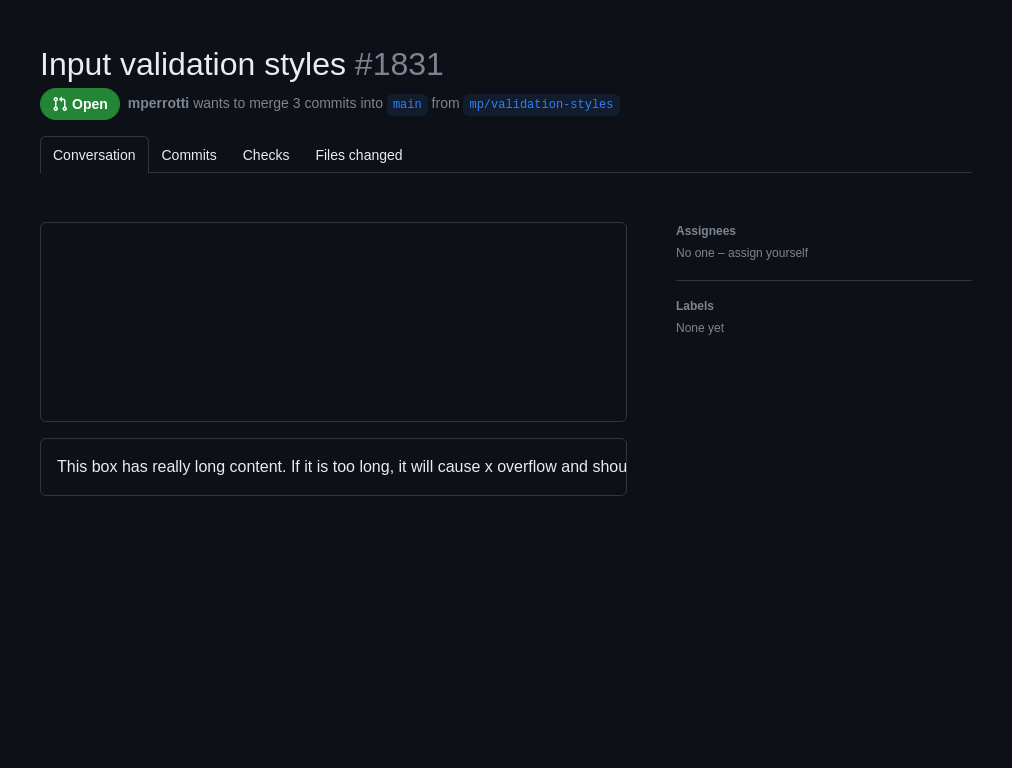 Input validation styles #1831
Open mperrotti wants to merge 3 commits into main from mp/validation-styles
Conversation Commits Checks Files changed
Assignees
No one – assign yourself
Labels
None yet
This box has really long content. If it is too long, it will cause x overflow and shou